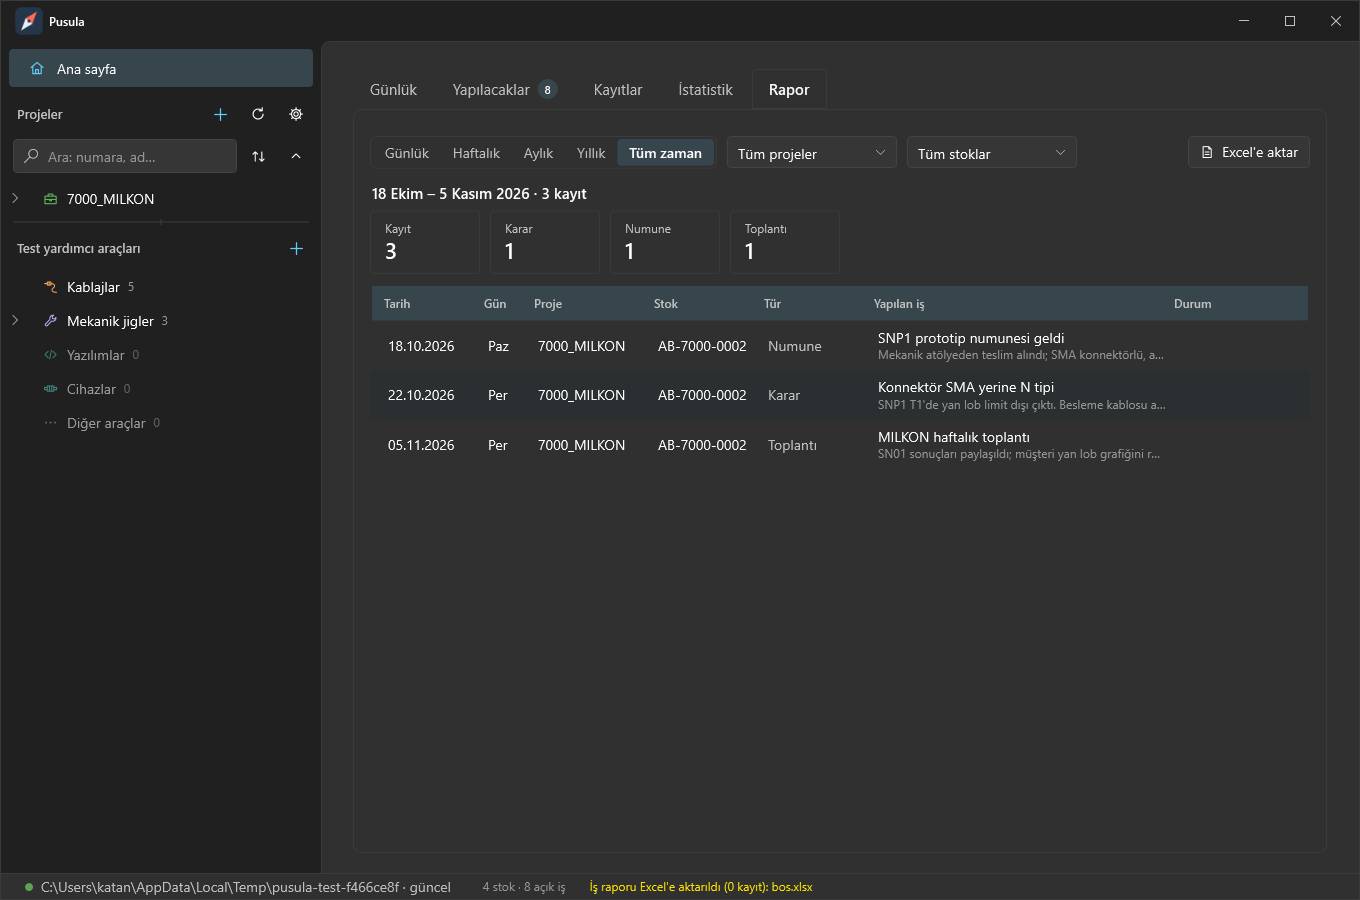 Pusula
Ana sayfa
Projeler
Ara: numara, ad...
7000_MILKON
Test yardımcı araçları
Kablajlar 5
Mekanik jigler 3
Yazılımlar 0
Cihazlar 0
Diğer araçlar 0
Günlük Yapılacaklar 8 Kayıtlar İstatistik Rapor
Günlük Haftalık Aylık Yıllık Tüm zaman Tüm projeler Tüm stoklar Excel'e aktar
18 Ekim – 5 Kasım 2026 · 3 kayıt
Kayıt Karar Numune Toplantı
3 1 1 1
Tarih Gün Proje Stok Tür Yapılan iş Durum
18.10.2026 Paz 7000_MILKON AB-7000-0002 Numune SNP1 prototip numunesi geldi
Mekanik atölyeden teslim alındı; SMA konnektörlü, a...
22.10.2026 Per 7000_MILKON AB-7000-0002 Karar Konnektör SMA yerine N tipi
SNP1 T1'de yan lob limit dışı çıktı. Besleme kablosu a...
05.11.2026 Per 7000_MILKON AB-7000-0002 Toplantı MILKON haftalık toplantı
SN01 sonuçları paylaşıldı; müşteri yan lob grafiğini r...
C:\Users\katan\AppData\Local\Temp\pusula-test-f466ce8f · güncel 4 stok · 8 açık iş İş raporu Excel'e aktarıldı (0 kayıt): bos.xlsx